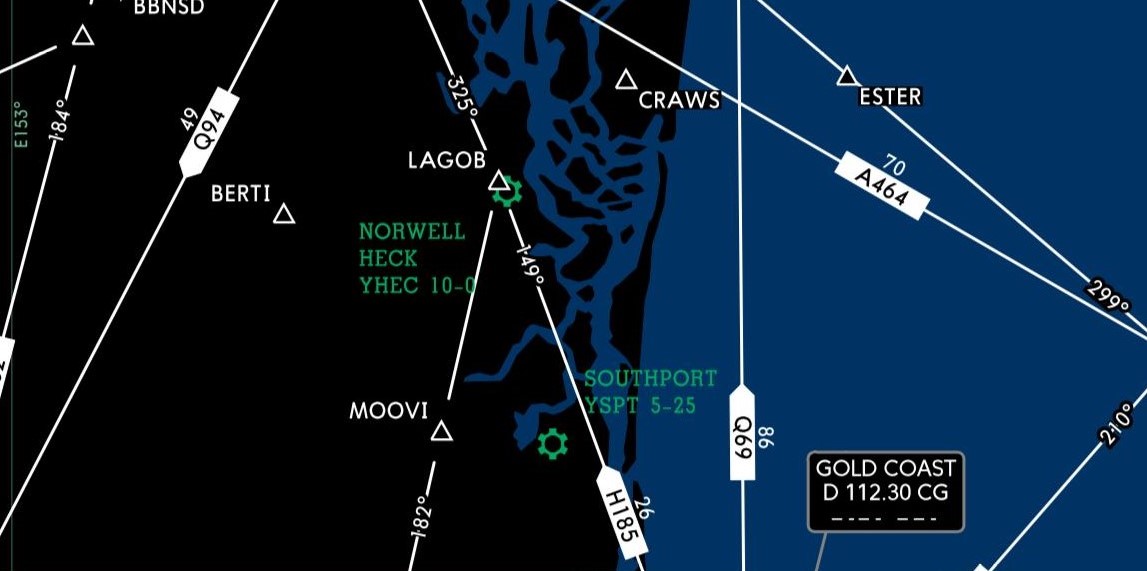 BBNSD
E153°
184°
49
Q94
BERTI
325°
LAGOB
CRAWS
ESTER
70
A464
299°
NORWELL
HECK
YHEC 10-0
149°
SOUTHPORT
YSPT 5-25
MOOVI
182°
26
H185
Q69
98
GOLD COAST
D 112.30 CG
210°